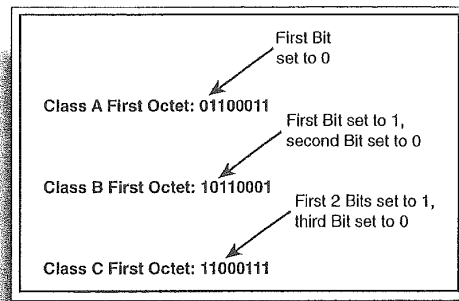 First Bit
set to 0
Class A First Octet: 01100011
First Bit set to 1,
second Bit set to 0
Class B First Octet: 10110001
First 2 Bits set to 1,
third Bit set to 0
Class C First Octet: 11000111